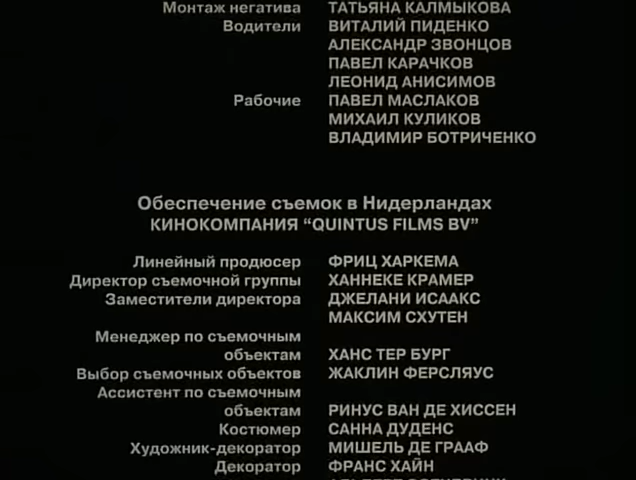 Монтаж негатива ТАТЬЯНА КАЛМЫКОВА
Водители ВИТАЛИЙ ПИДЕНКО
АЛЕКСАНДР ЗВОНЦОВ
ПАВЕЛ КАРАЧКОВ
ЛЕОНИД АНИСИМОВ
Рабочие ПАВЕЛ МАСЛАКОВ
МИХАИЛ КУЛИКОВ
ВЛАДИМИР БОТРИЧЕНКО
Обеспечение съемок в Нидерландах
КИНОКОМПАНИЯ “QUINTUS FILMS BV”
Линейный продюсер ФРИЦ ХАРКЕМА
Директор съемочной группы ХАННЕКЕ КРАМЕР
Заместители директора ДЖЕЛАНИ ИСААКС
МАКСИМ СХУТЕН
Менеджер по съемочным
объектам ХАНС ТЕР БУРГ
Выбор съемочных объектов ЖАКЛИН ФЕРСЛЯУС
Ассистент по съемочным
объектам РИНУС ВАН ДЕ ХИССЕН
Костюмер САННА ДУДЕНС
Художник-декоратор МИШЕЛЬ ДЕ ГРААФ
Декоратор ФРАНС ХАЙН